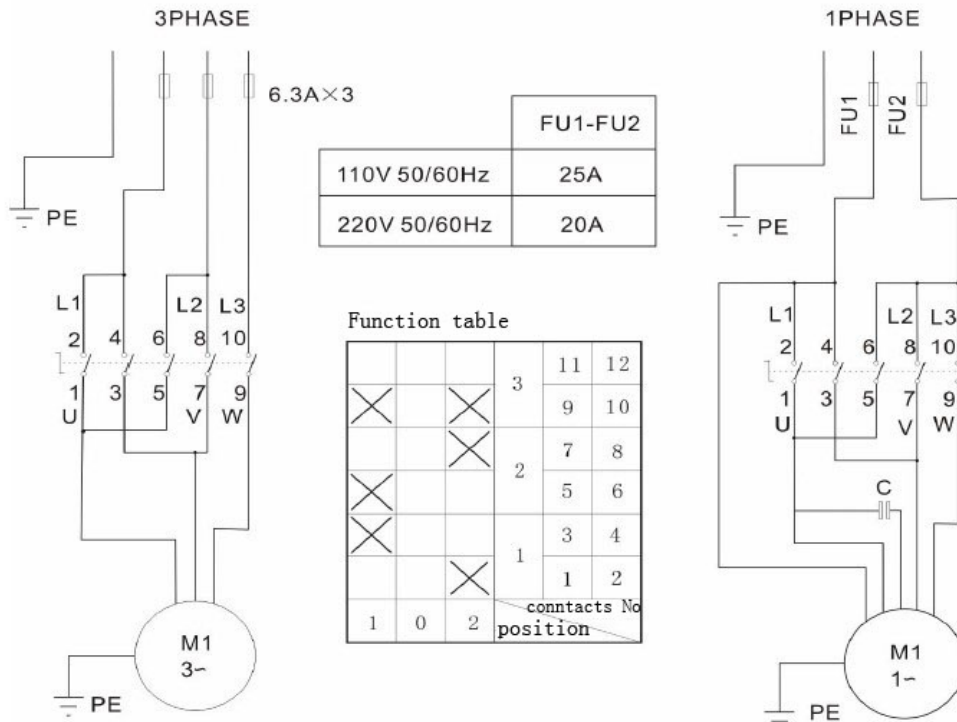 3PHASE
6.3A×3
PE
L1
L2
L3
2
4
6
8
10
1
3
5
7
9
U
V
W
M1
3~
PE
FU1-FU2
110V 50/60Hz 25A
220V 50/60Hz 20A
Function table
3 11 12
9 10
2 7 8
5 6
1 3 4
1 2
conntacts No
1 0 2 position
1PHASE
FU1
FU2
PE
L1
L2
L3
2
4
6
8
10
1
3
5
7
9
U
V
W
C
M1
1~
PE